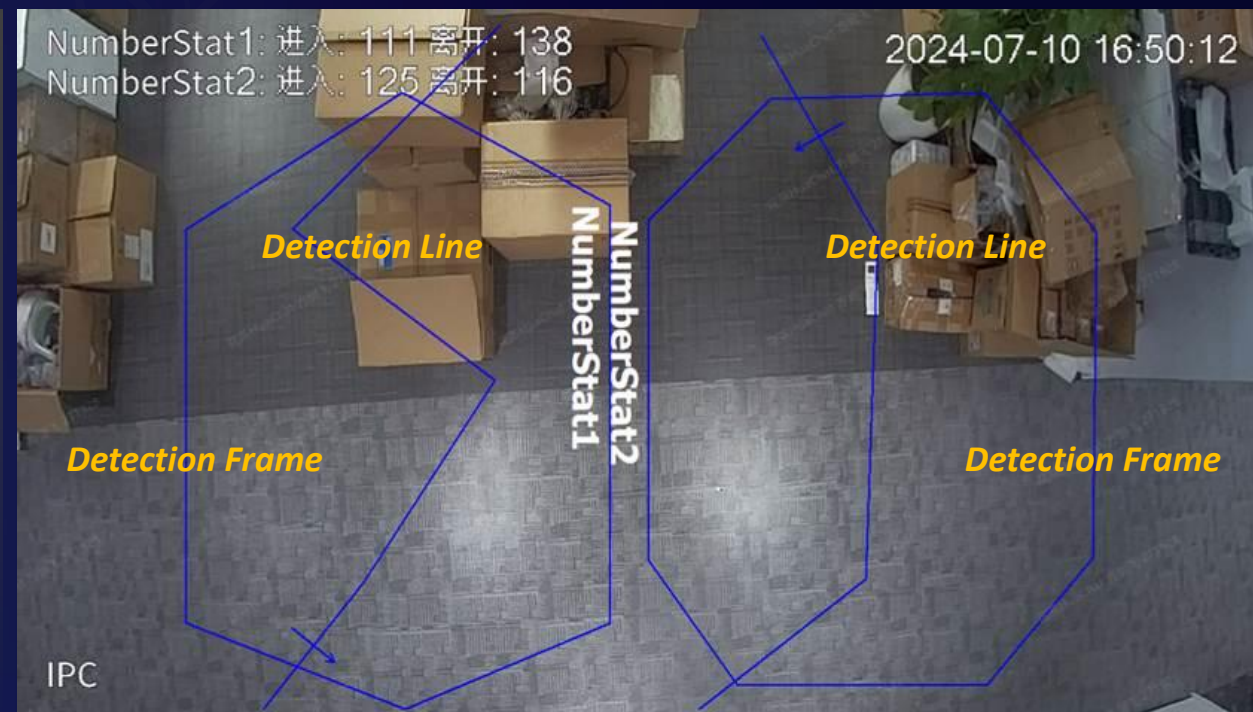 NumberStat1: 进入: 111 离开: 138
NumberStat2: 进入: 125 离开: 116
2024-07-10 16:50:12
Detection Line
Detection Line
NumberStat1
NumberStat2
Detection Frame
Detection Frame
IPC